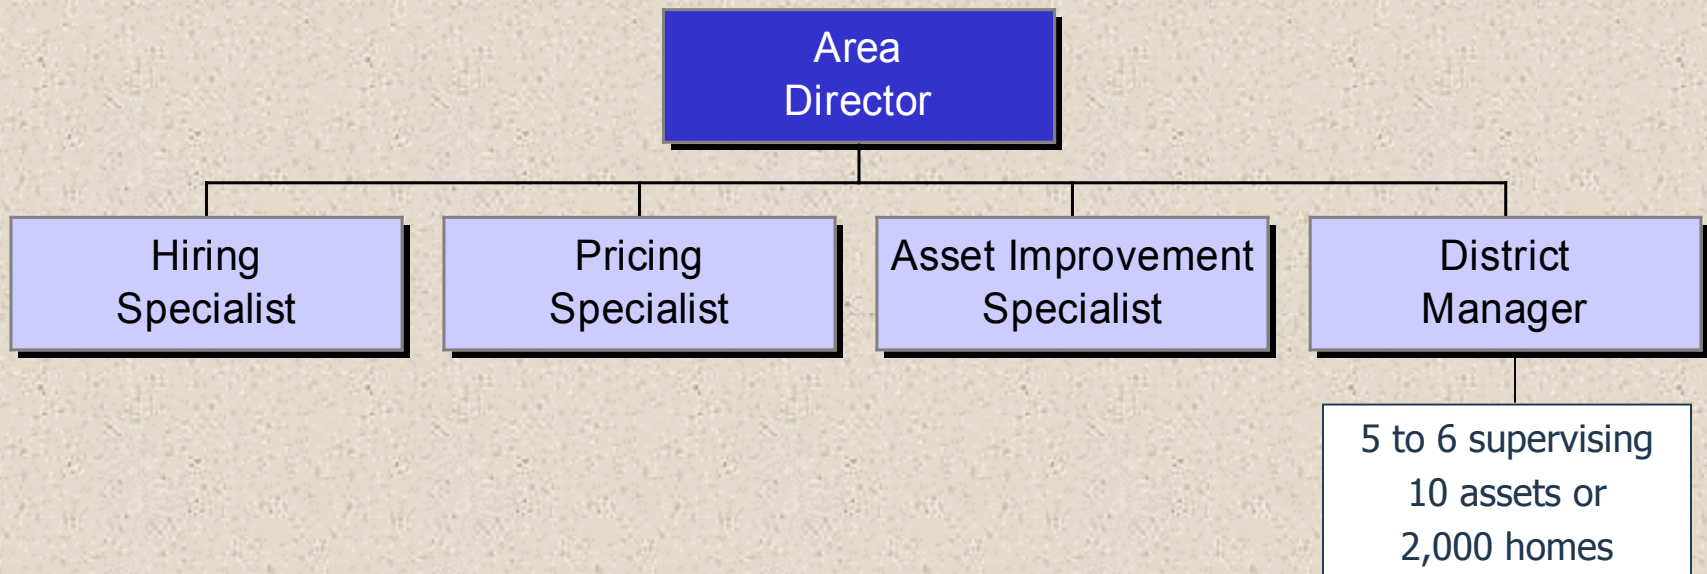 Area
Director
Hiring
Specialist
Pricing
Specialist
Asset Improvement
Specialist
District
Manager
5 to 6 supervising
10 assets or
2,000 homes